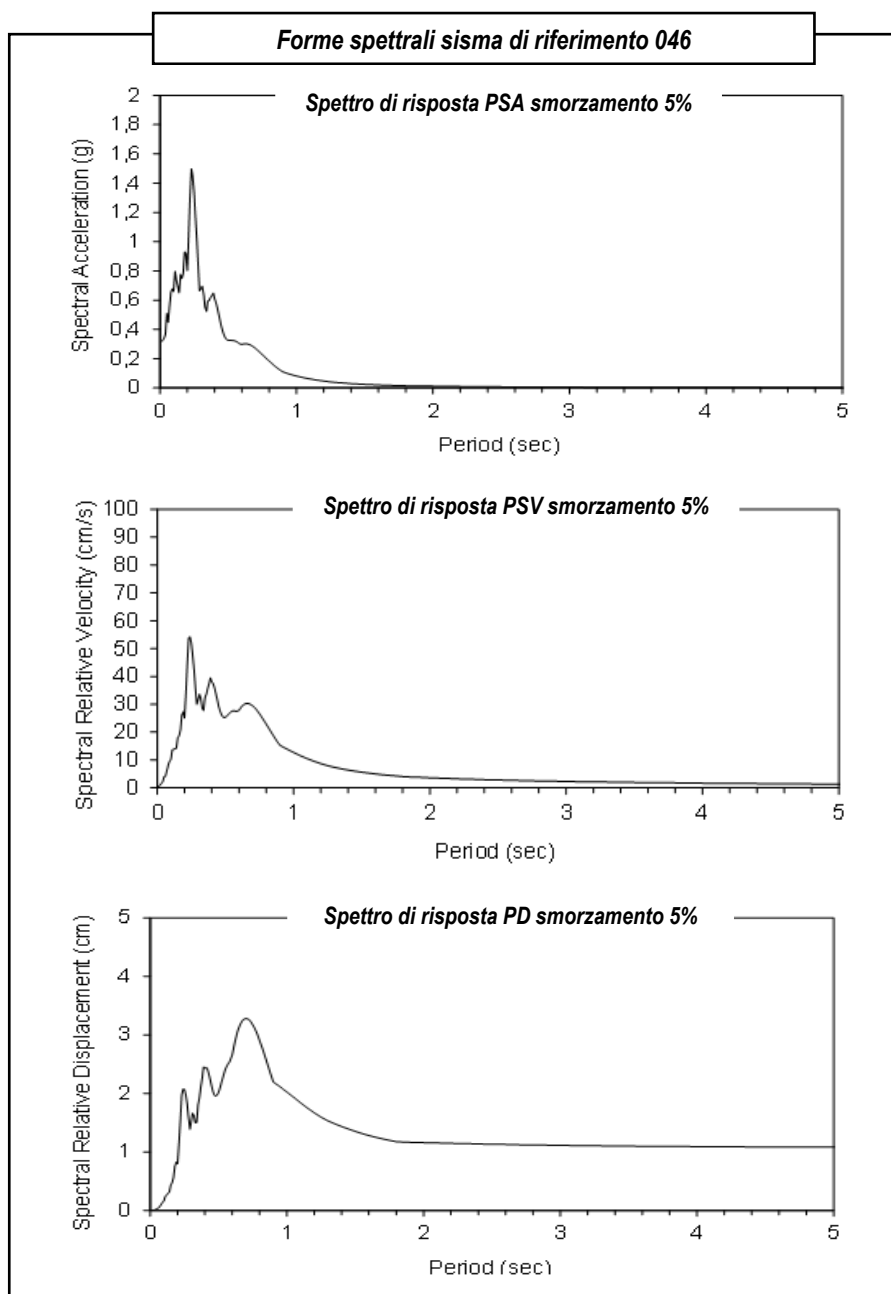 Forme spettrali sisma di riferimento 046
Spettro di risposta PSA smorzamento 5%
Spectral Acceleration (g)
2
1,8
1,6
1,4
1,2
1
0,8
0,6
0,4
0,2
0
0 1 2 3 4 5
Period (sec)
Spettro di risposta PSV smorzamento 5%
Spectral Relative Velocity (cm/s)
100
90
80
70
60
50
40
30
20
10
0
0 1 2 3 4 5
Period (sec)
Spettro di risposta PD smorzamento 5%
Spectral Relative Displacement (cm)
5
4
3
2
1
0
0 1 2 3 4 5
Period (sec)